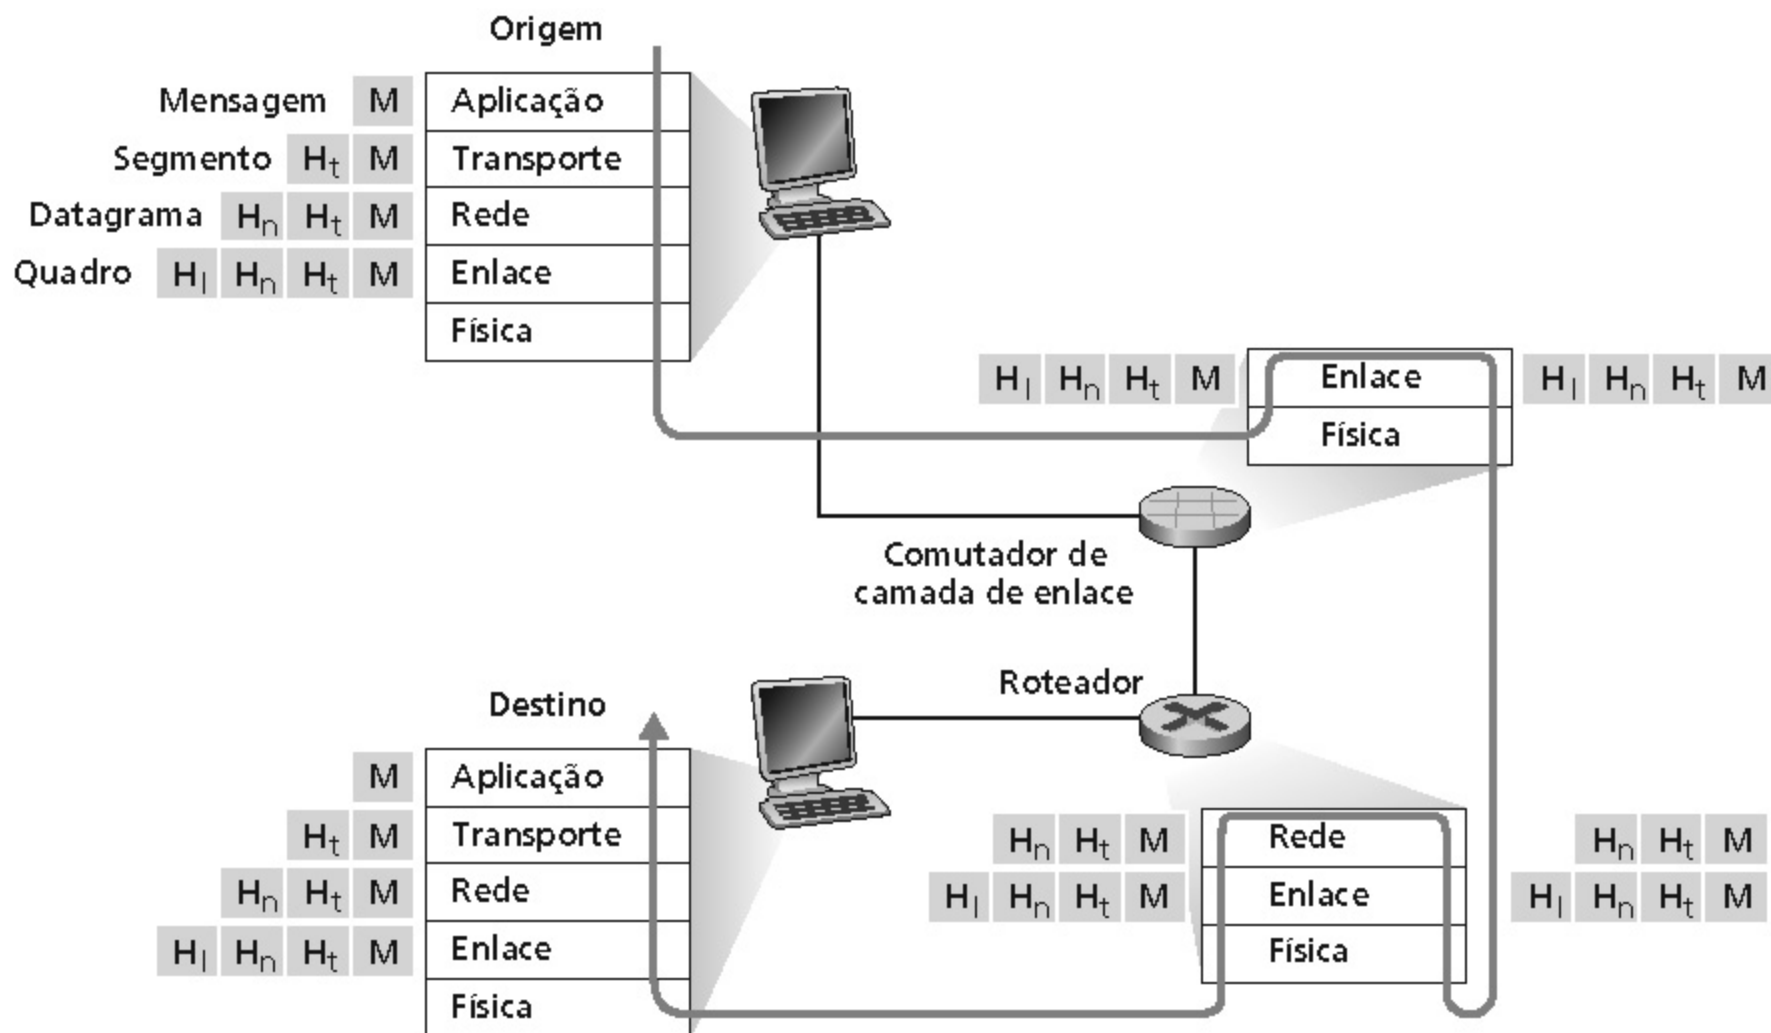 Origem
Mensagem M Aplicação
Segmento Ht M Transporte
Datagrama Hn Ht M Rede
Quadro Hl Hn Ht M Enlace
Física
Hl Hn Ht M Enlace Hl Hn Ht M
Física
Comutador de
camada de enlace
Roteador
Destino
M Aplicação
Ht M Transporte
Hn Ht M Rede
Hl Hn Ht M Enlace
Física
Hn Ht M Rede Hn Ht M
Hl Hn Ht M Enlace Hl Hn Ht M
Física